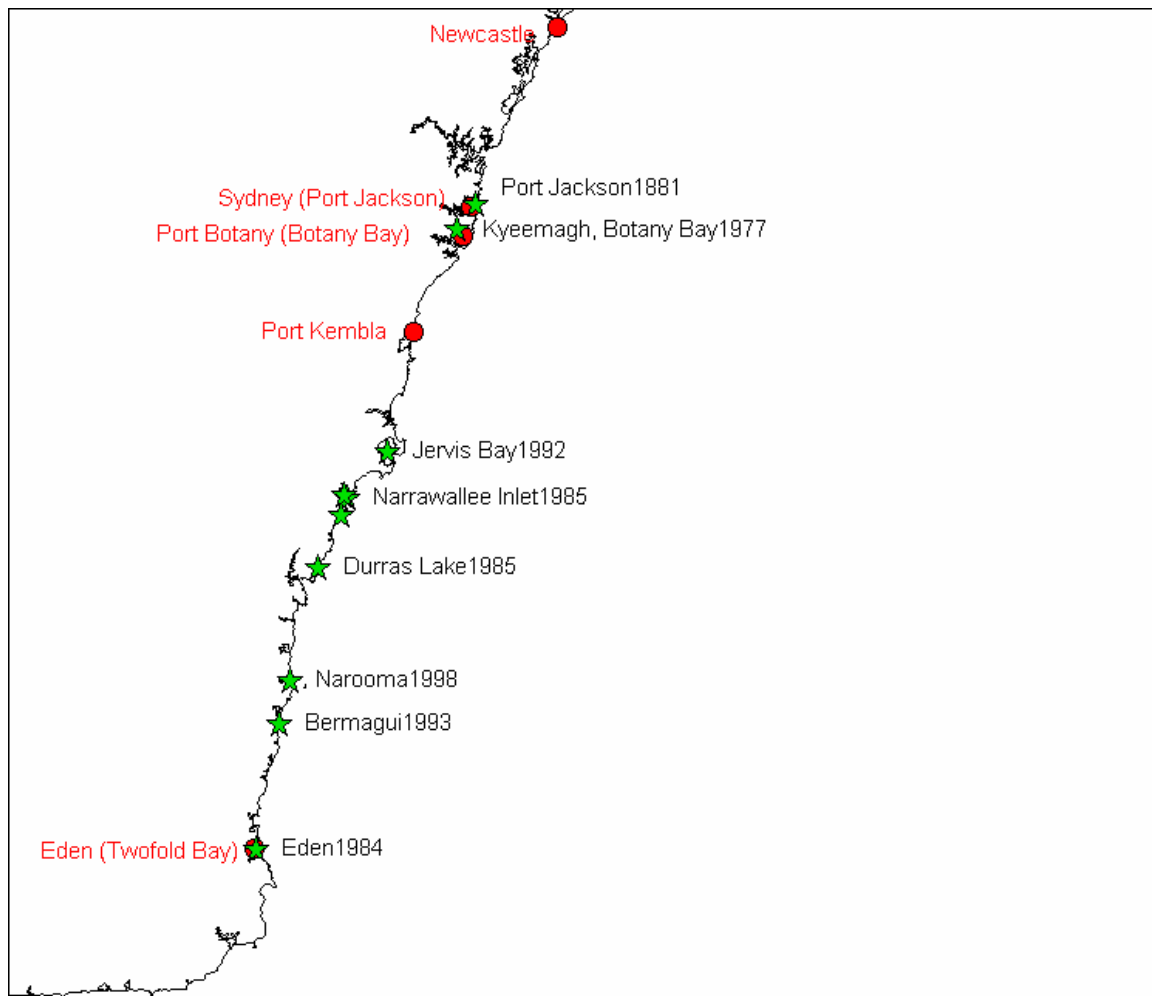 Newcastle
Port Jackson1881
Sydney (Port Jackson)
Kyeemagh, Botany Bay1977
Port Botany (Botany Bay)
Port Kembla
Jervis Bay1992
Narrawallee Inlet1985
Durras Lake1985
Narooma1998
Bermagui1993
Eden1984
Eden (Twofold Bay)